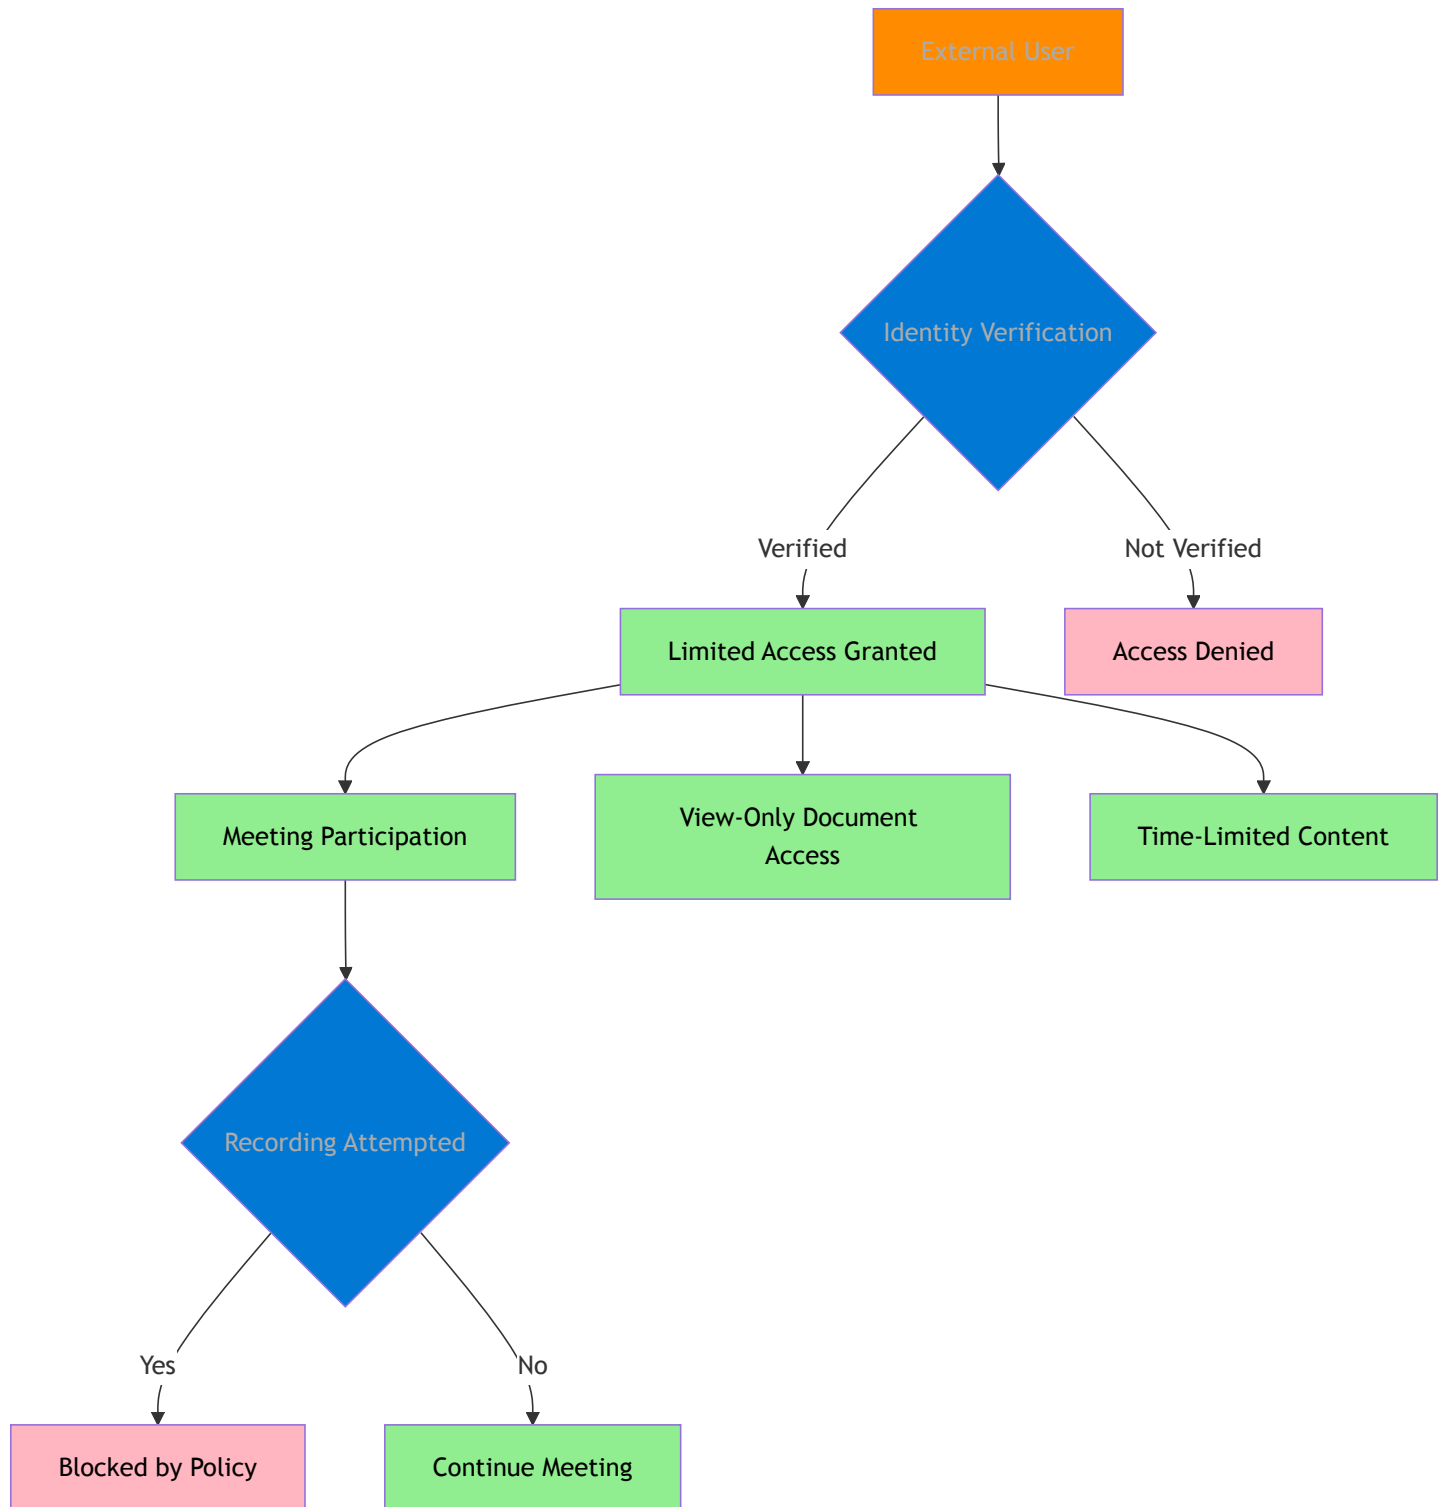 External User
Identity Verification
Verified
Not Verified
Limited Access Granted
Access Denied
Meeting Participation
View-Only Document
Access
Time-Limited Content
Recording Attempted
Yes
No
Blocked by Policy
Continue Meeting